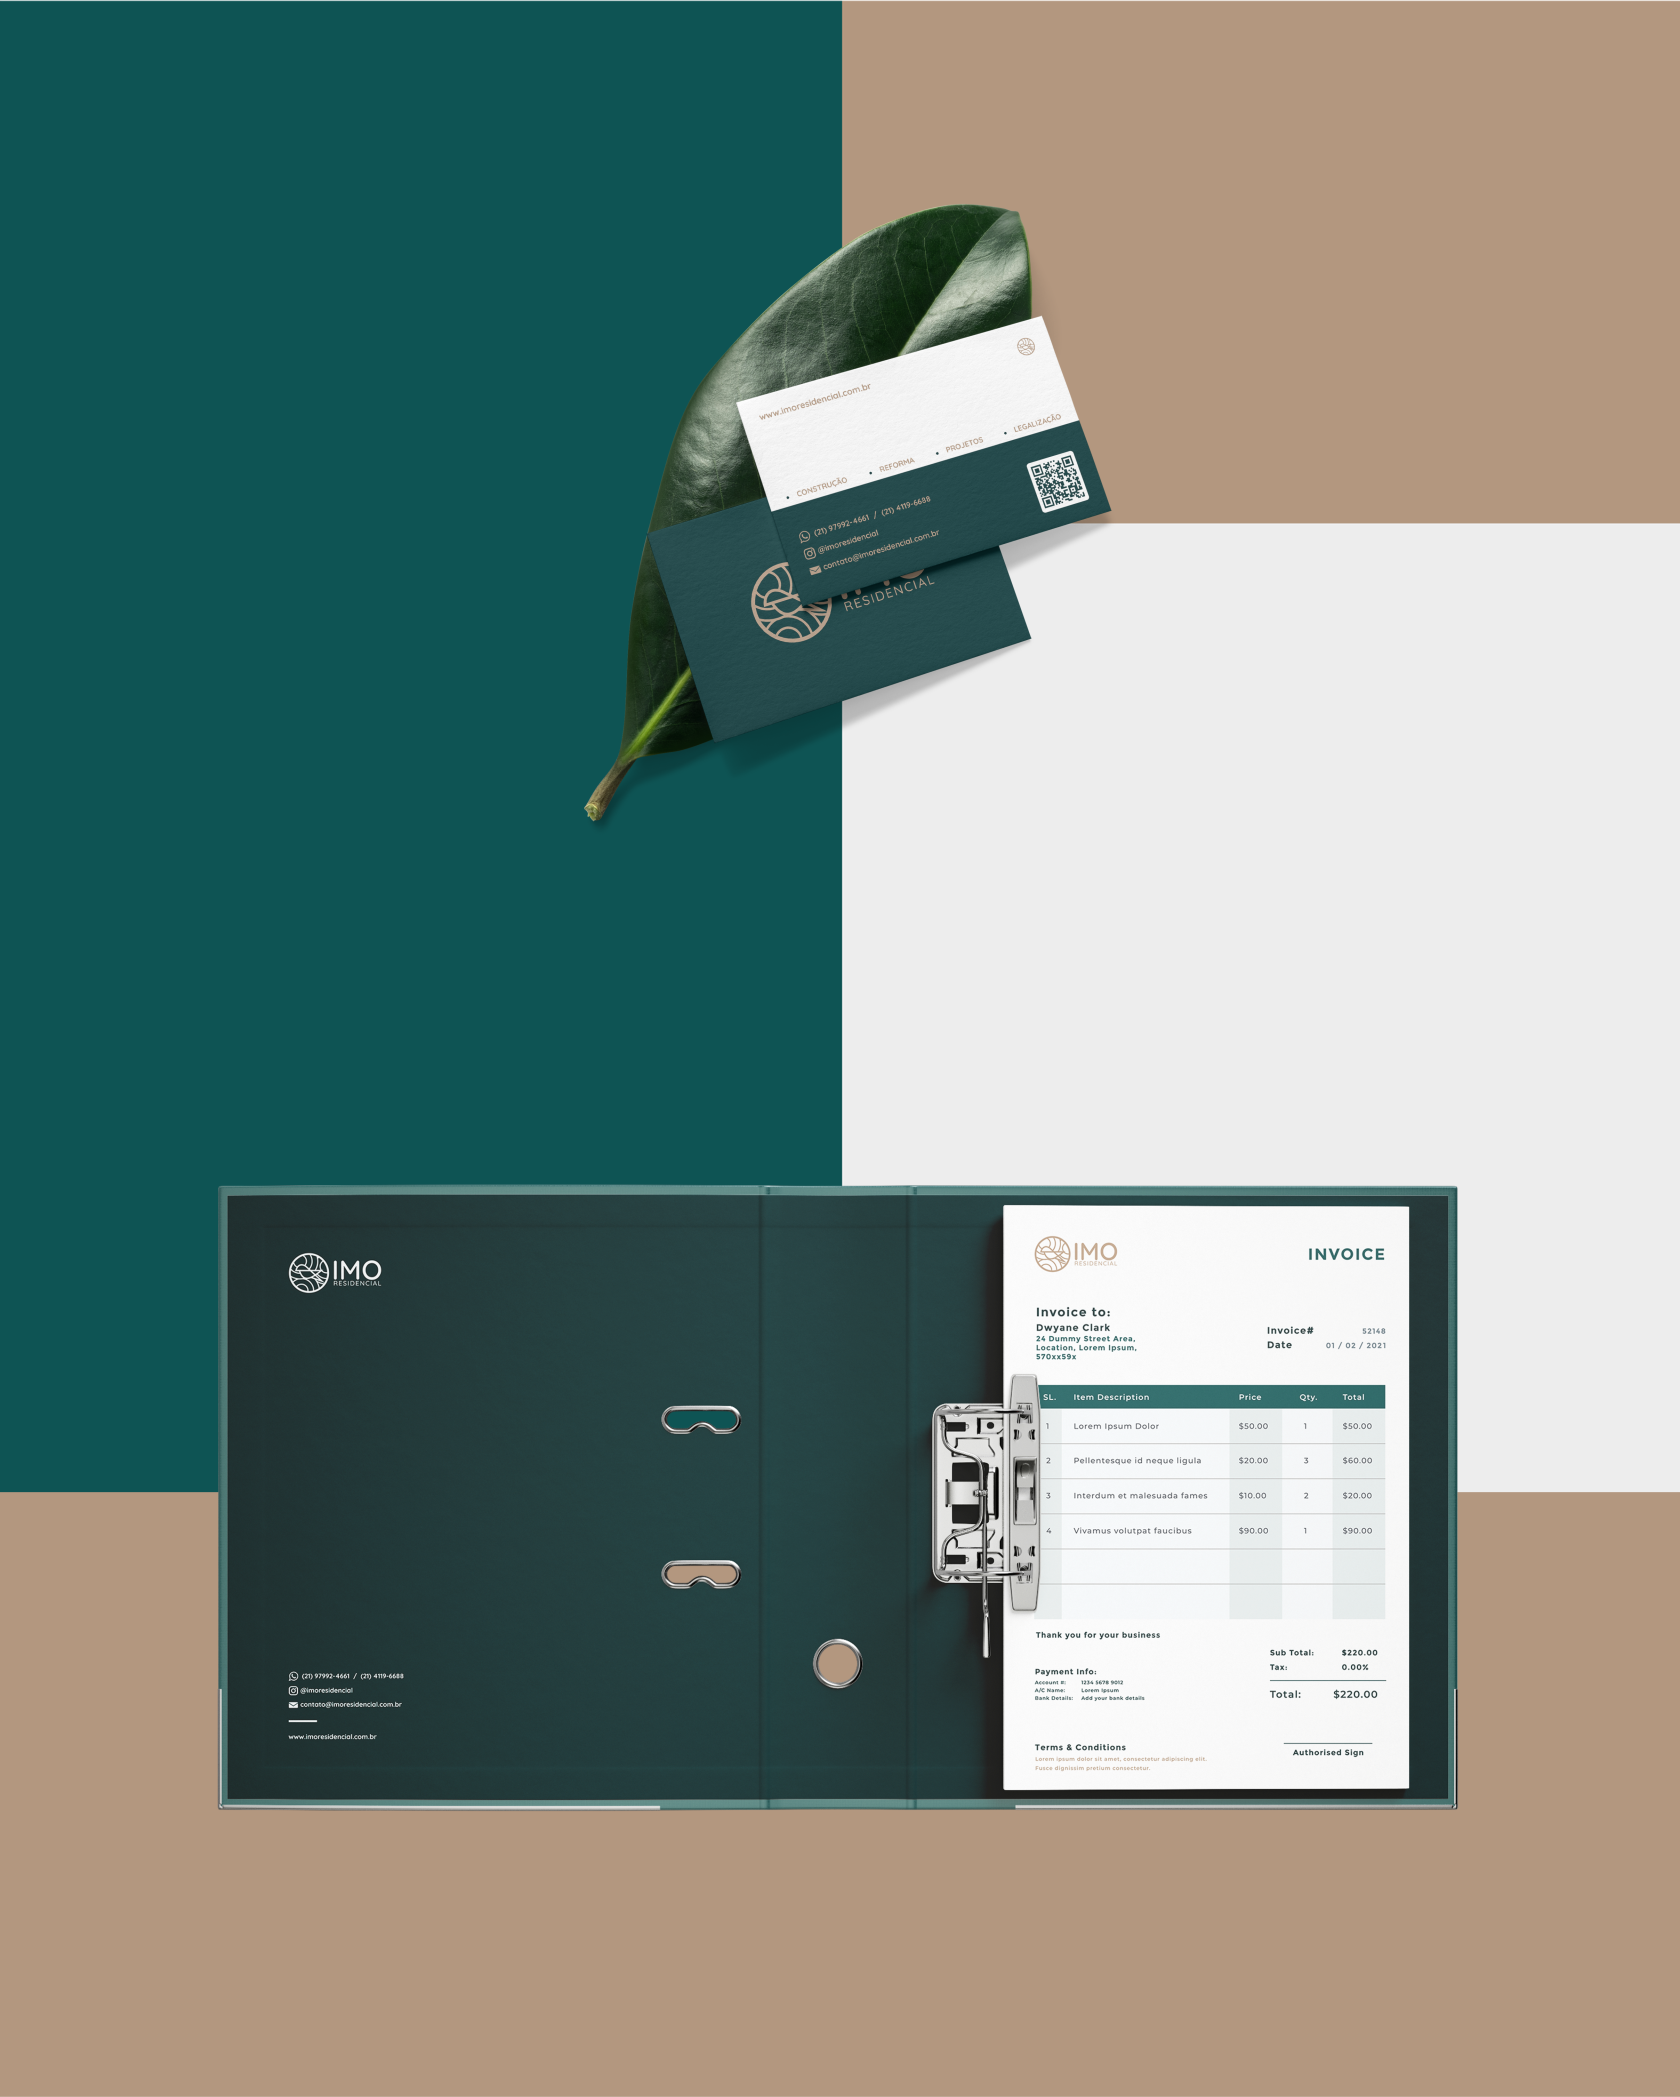 www.imoresidencial.com.br
• CONSTRUÇÃO • REFORMA • PROJETOS • LEGALIZAÇÃO
(21) 97992-4661 / (21) 4119-6688
@imoresidencial
contato@imoresidencial.com.br
RESIDENCIAL
IMO
RESIDENCIAL
(21) 97992-4661 / (21) 4119-6688
@imoresidencial
contato@imoresidencial.com.br
www.imoresidencial.com.br
IMO
RESIDENCIAL
INVOICE
Invoice to:
Dwyane Clark
24 Dummy Street Area,
Location, Lorem Ipsum,
570xx59x
Invoice# 52148
Date 01 / 02 / 2021
SL. Item Description Price Qty. Total
1 Lorem Ipsum Dolor $50.00 1 $50.00
2 Pellentesque id neque ligula $20.00 3 $60.00
3 Interdum et malesuada fames $10.00 2 $20.00
4 Vivamus volutpat faucibus $90.00 1 $90.00
Thank you for your business
Sub Total: $220.00
Tax: 0.00%
Total: $220.00
Payment Info:
Account #: 1234 5678 9012
A/C Name: Lorem Ipsum
Bank Details: Add your bank details
Terms & Conditions
Lorem ipsum dolor sit amet, consectetur adipiscing elit.
Fusce dignissim pretium consectetur.
Authorised Sign